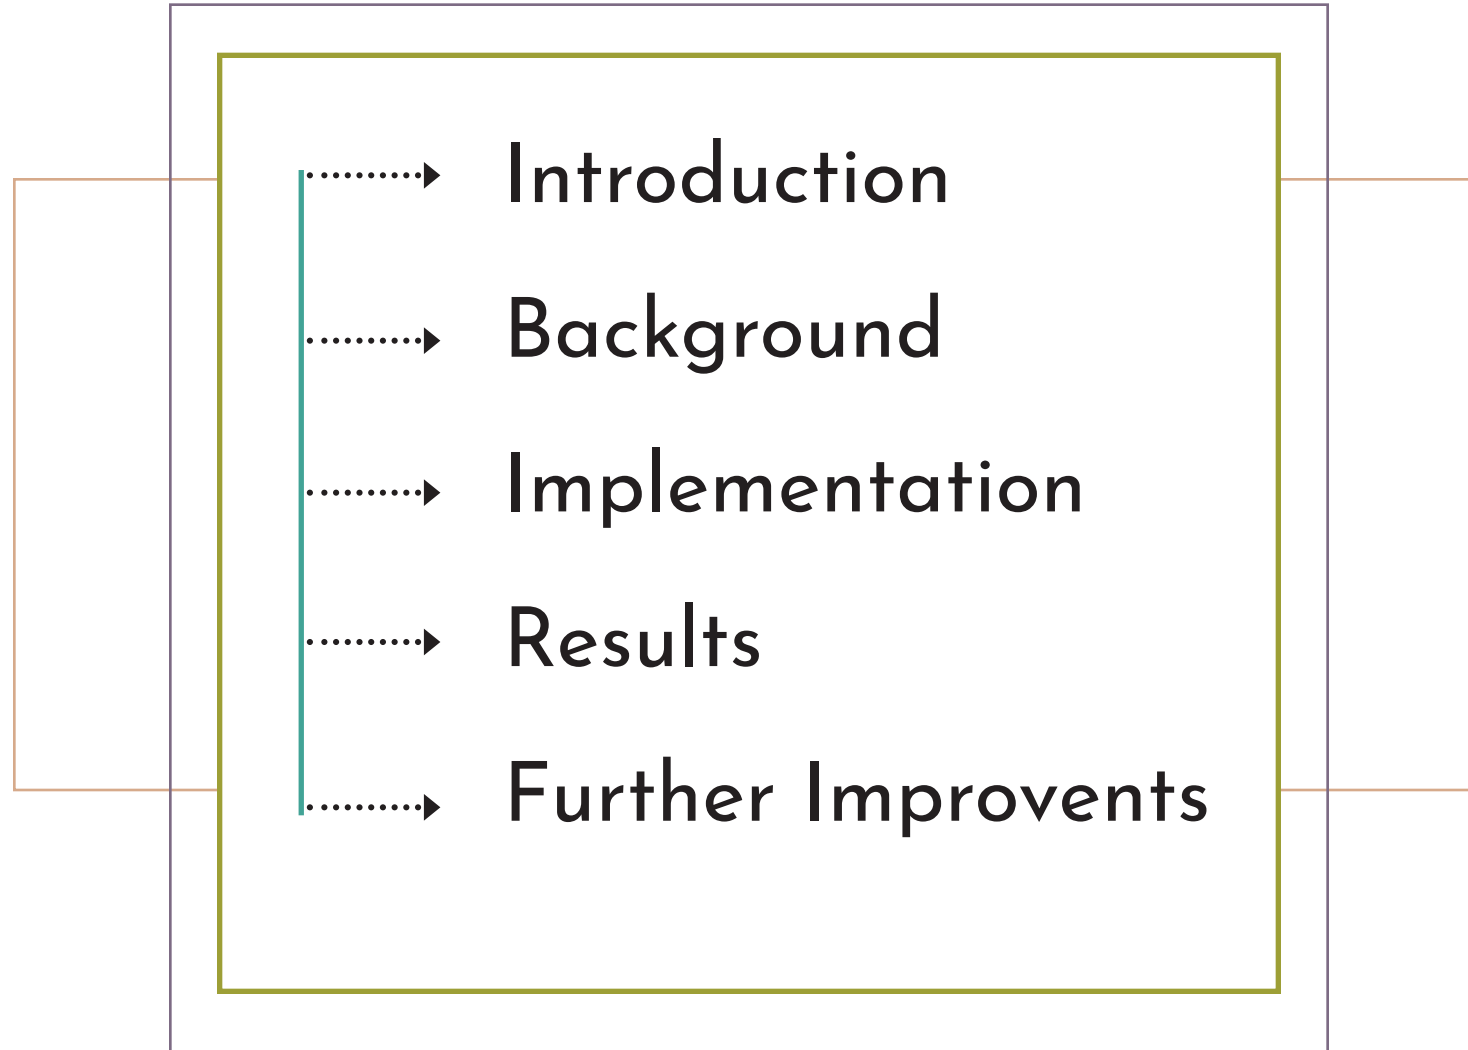 Introduction
Background
Implementation
Results
Further Improvents